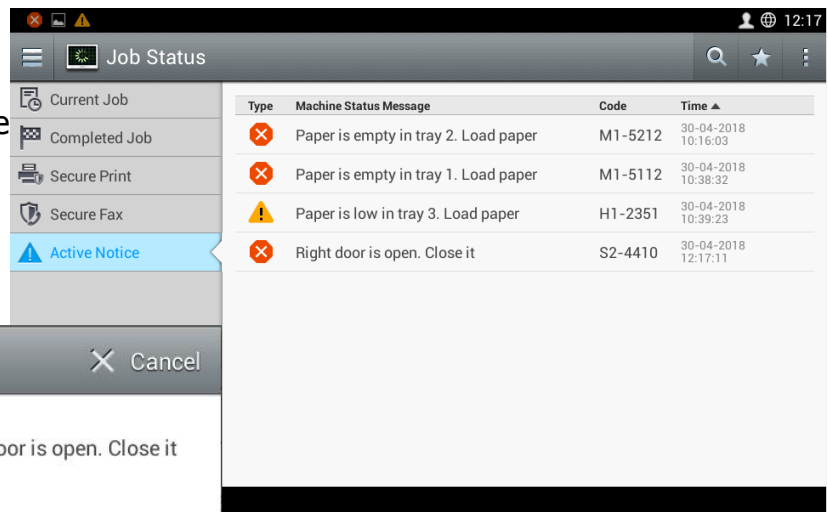 12:17
Job Status
Current Job
Completed Job
Secure Print
Secure Fax
Active Notice
Type Machine Status Message Code Time
Paper is empty in tray 2. Load paper M1-5212 30-04-2018
10:16:03
Paper is empty in tray 1. Load paper M1-5112 30-04-2018
10:38:32
Paper is low in tray 3. Load paper H1-2351 30-04-2018
10:39:23
Right door is open. Close it S2-4410 30-04-2018
12:17:11
Cancel
is open. Close it